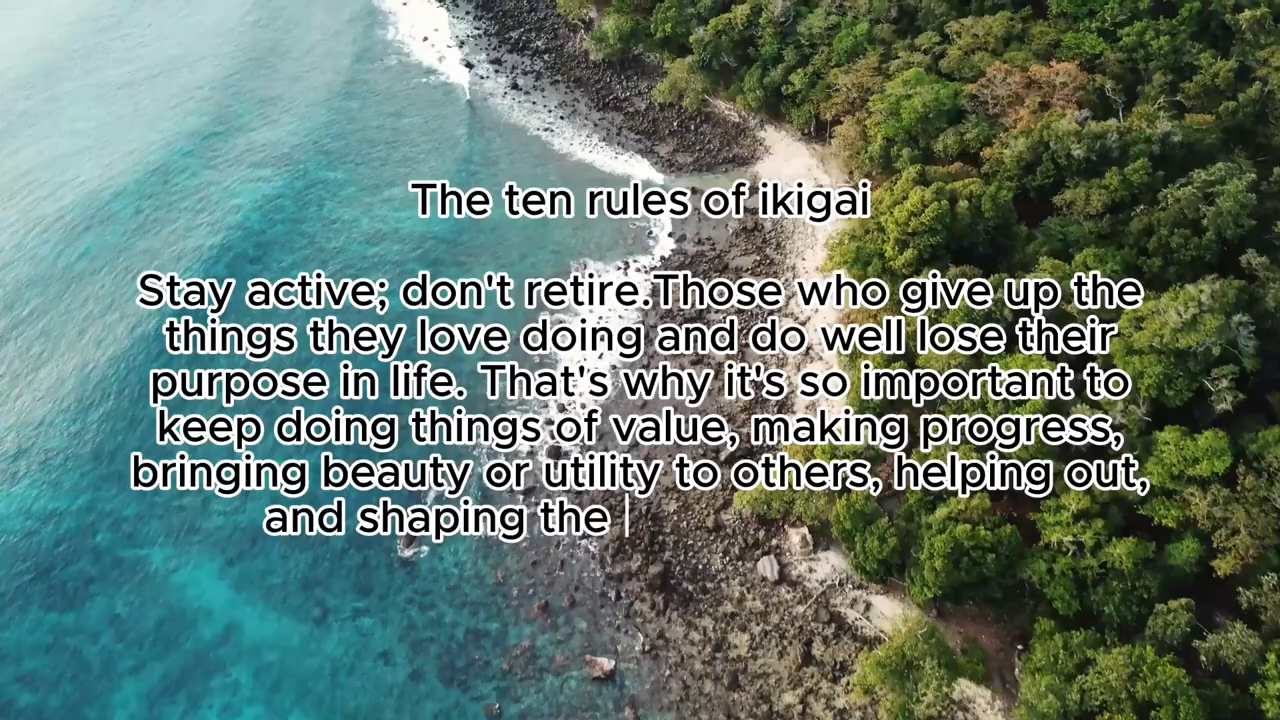 The ten rules of ikigai
Stay active; don't retire.Those who give up the
things they love doing and do well lose their
purpose in life. That's why it's so important to
keep doing things of value, making progress,
bringing beauty or utility to others, helping out,
and shaping the